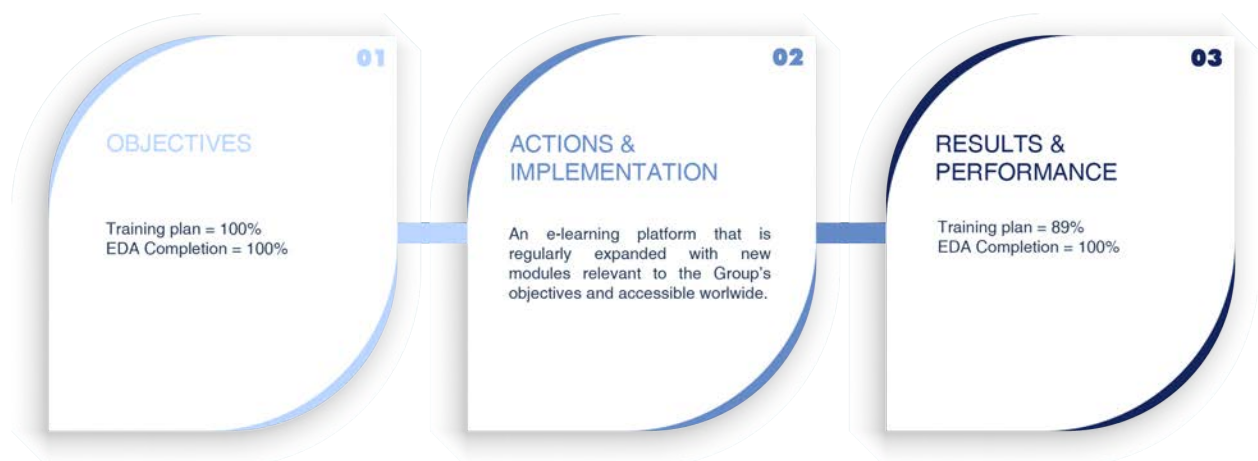 01
OBJECTIVES
Training plan = 100%
EDA Completion = 100%
02
ACTIONS &
IMPLEMENTATION
An e-learning platform that is
regularly expanded with new
modules relevant to the Group's
objectives and accessible worlwide.
03
RESULTS &
PERFORMANCE
Training plan = 89%
EDA Completion = 100%